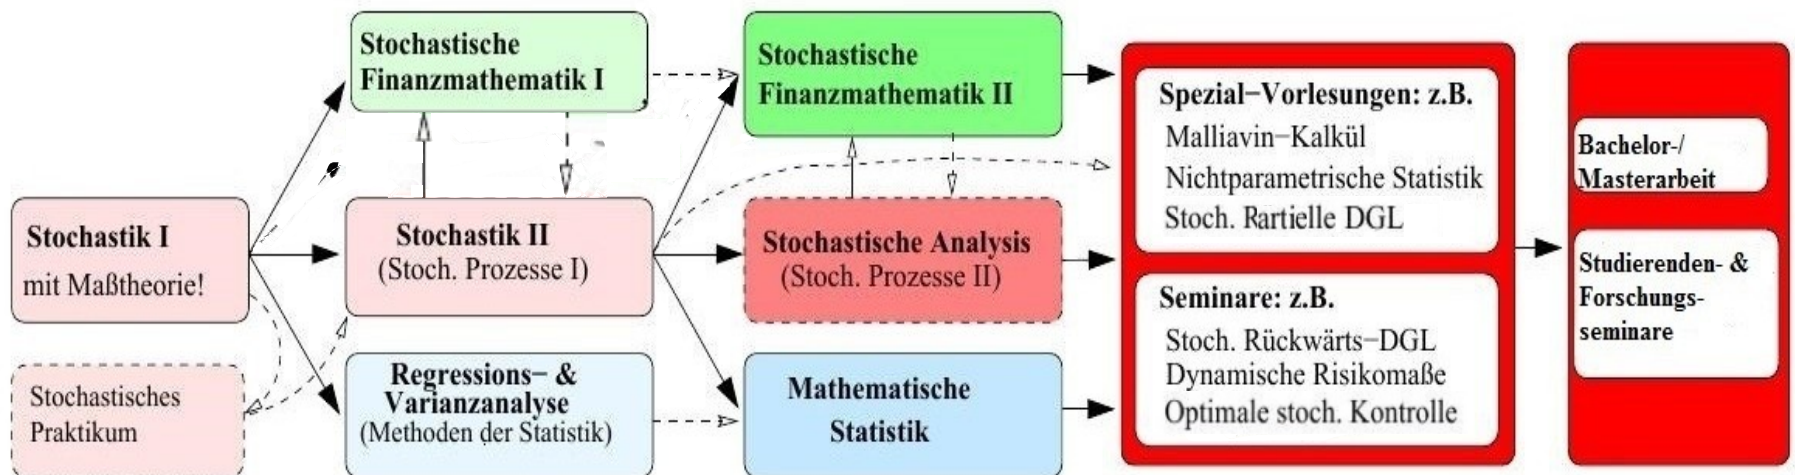 Stochastische
Finanzmathematik I
Stochastische
Finanzmathematik II
Spezial−Vorlesungen: z.B.
Malliavin−Kalkül
Nichtparametrische Statistik
Stoch. Rartielle DGL
Bachelor-/
Masterarbeit
Stochastik I
mit Maßtheorie!
Stochastik II
(Stoch. Prozesse I)
Stochastische Analysis
(Stoch. Prozesse II)
Studierenden- &
Forschungs-
seminare
Seminare: z.B.
Stoch. Rückwärts−DGL
Dynamische Risikomaße
Optimale stoch. Kontrolle
Stochastisches
Praktikum
Regressions− &
Varianzanalyse
(Methoden der Statistik)
Mathematische
Statistik